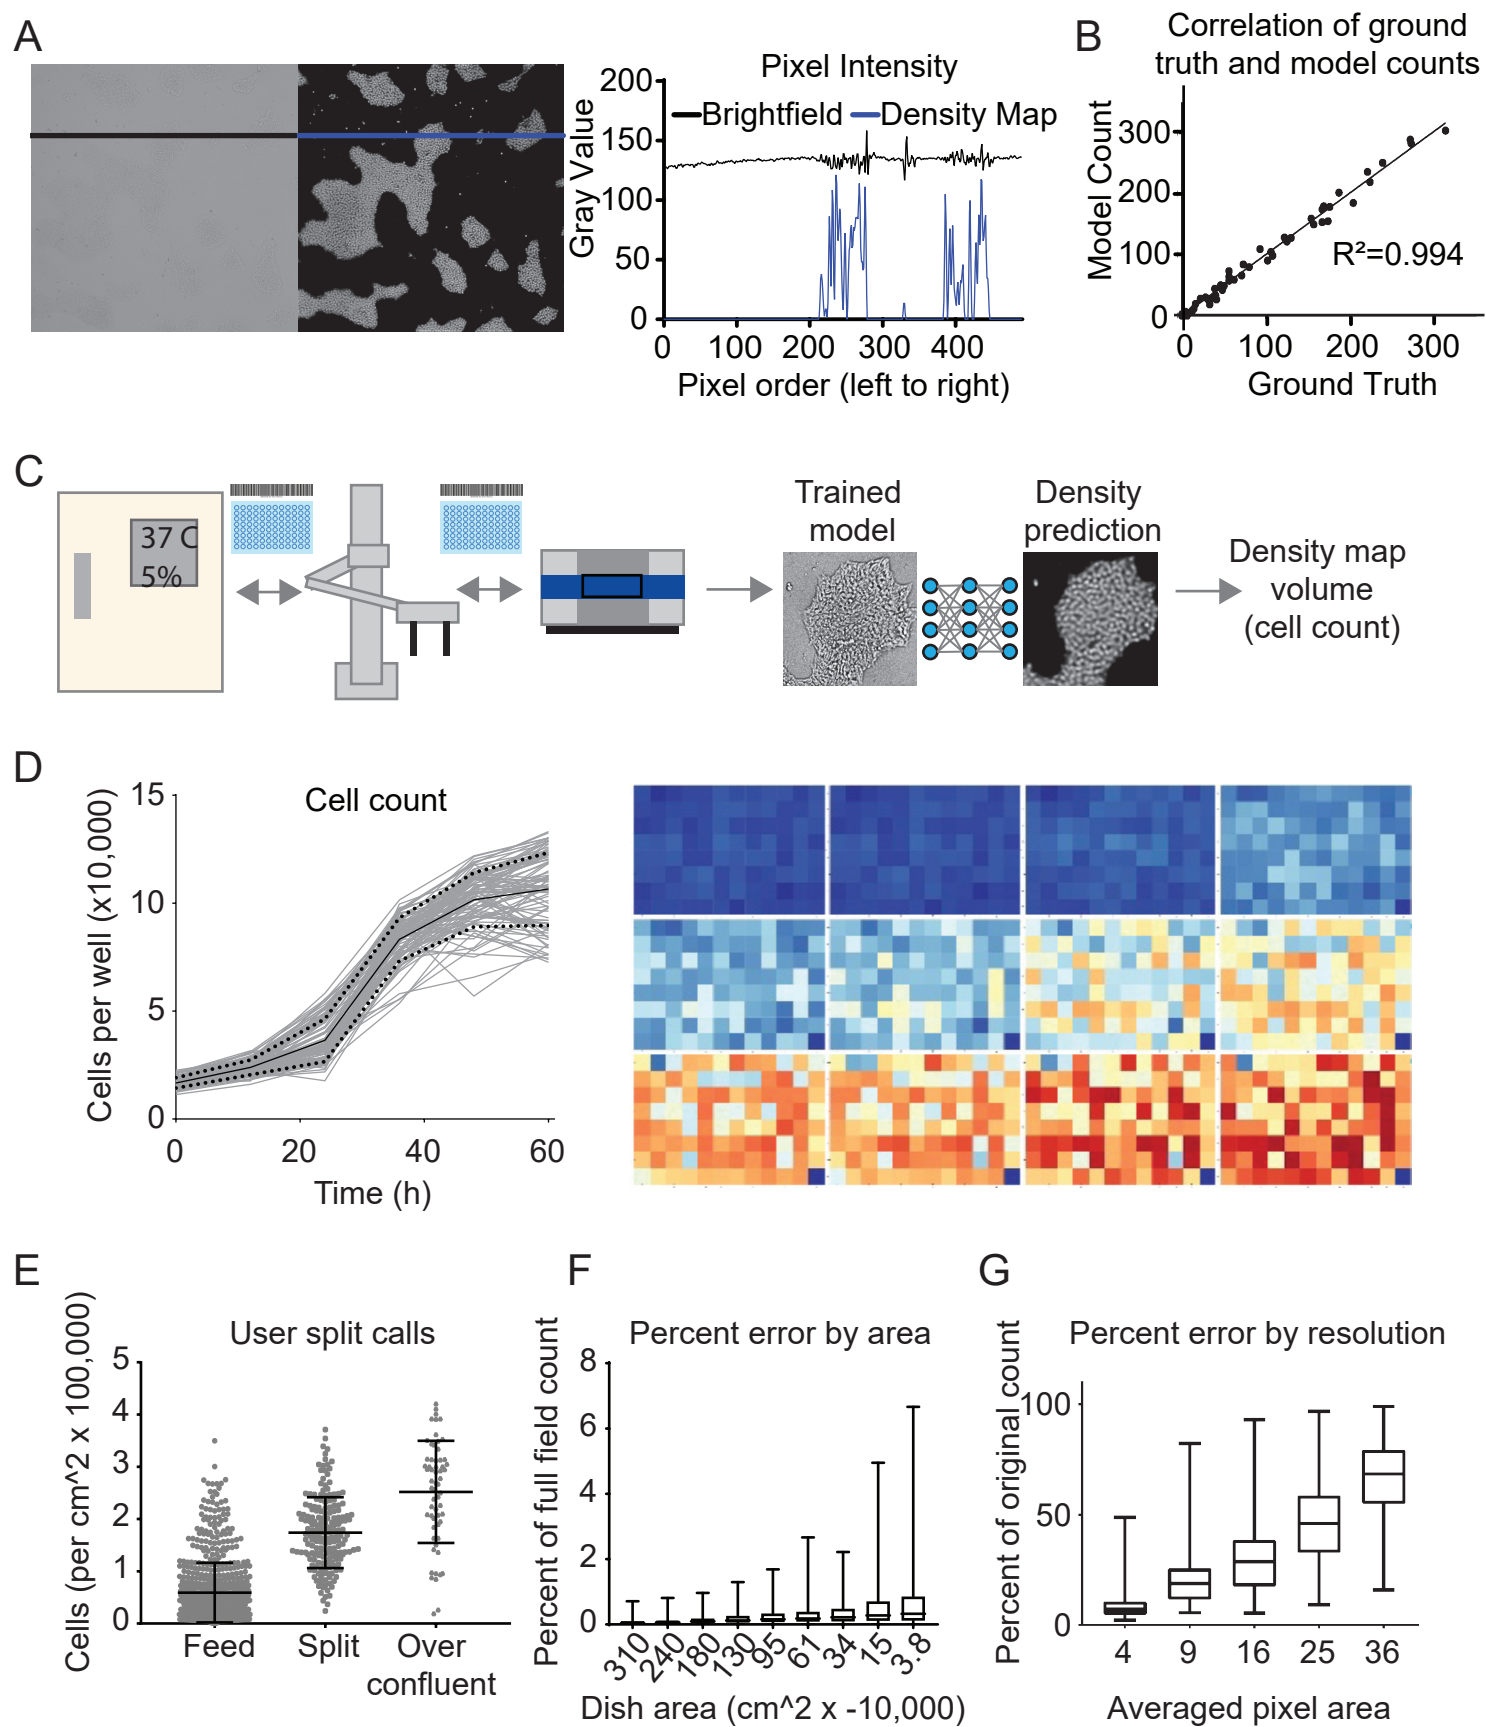 A
Pixel Intensity
Brightfield
Density Map
Gray Value
200
150
100
50
0
0 100 200 300 400
Pixel order (left to right)
B
Correlation of ground
truth and model counts
Model Count
300
200
100
0
R²=0.994
0 100 200 300
Ground Truth
C
37 C
5%
Trained
model
Density
prediction
Density map
volume
(cell count)
D
Cell count
Cells per well (x10,000)
15
10
5
0
0 20 40 60
Time (h)
E
User split calls
Cells (per cm^2 x 100,000)
5
4
3
2
1
0
Feed Split Over
confluent
F
Percent error by area
Percent of full field count
8
6
4
2
0
310 240 180 130 95 61 34 15 3.8
Dish area (cm^2 x -10,000)
G
Percent error by resolution
Percent of original count
100
50
0
4 9 16 25 36
Averaged pixel area